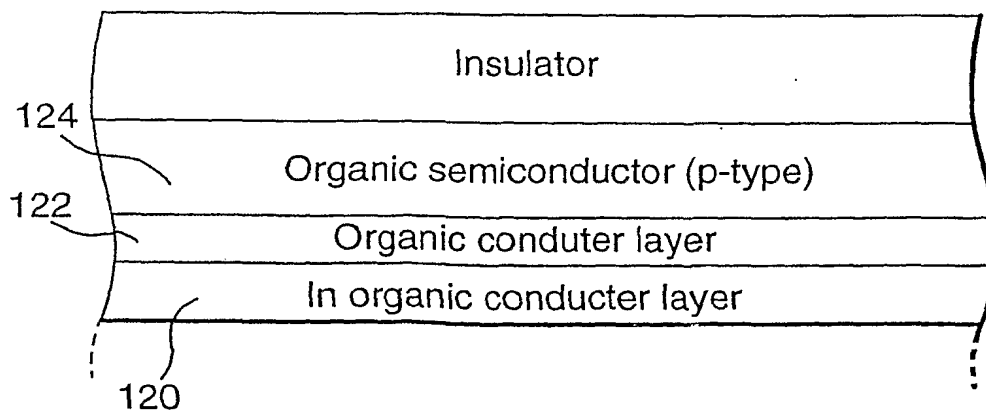 Insulator
124
Organic semiconductor (p-type)
122
Organic conduter layer
In organic conducter layer
120